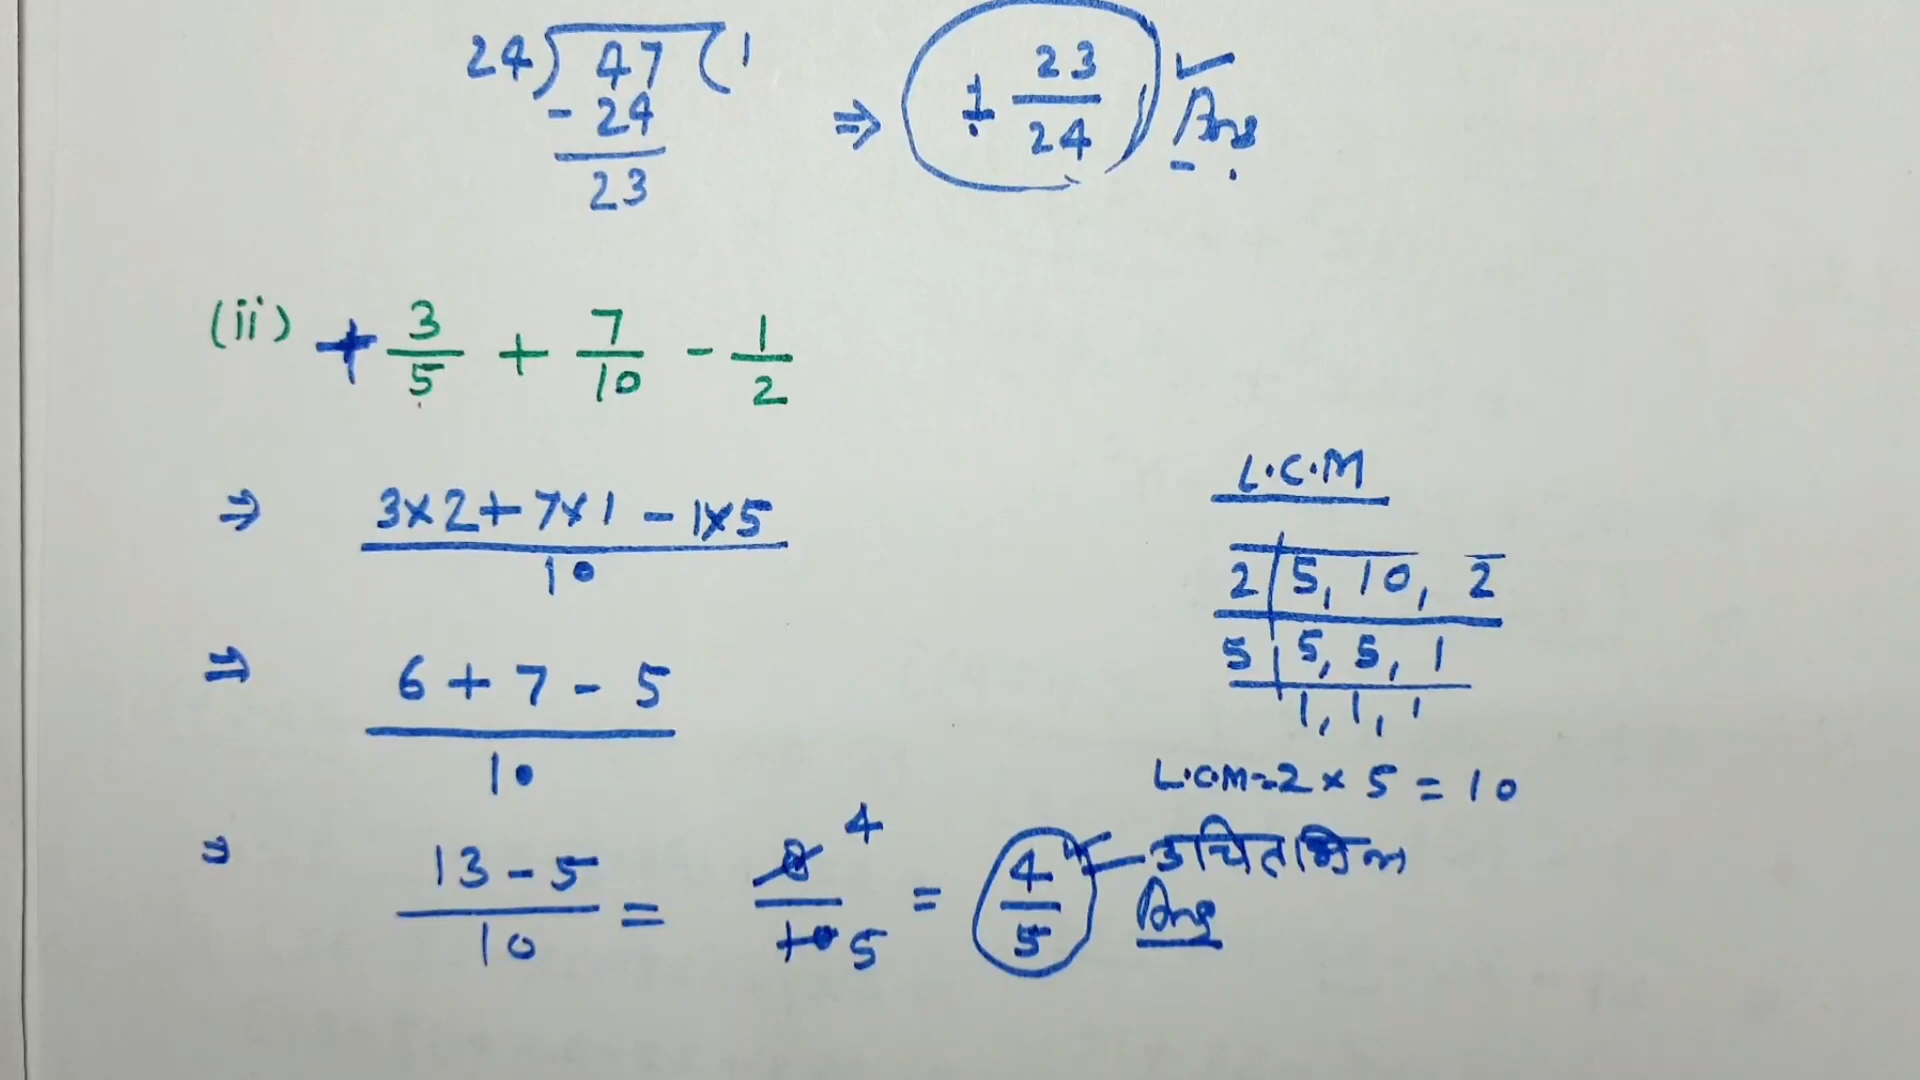 24) 47 (1
- 24
23
⇒ 1 23/24 Ans
(ii) + 3/5 + 7/10 - 1/2
⇒ 3×2+7×1-1×5 / 10
⇒ 6+7-5 / 10
⇒ 13-5 / 10 = 8/10 4 5 = 4/5 उचित भिन्न
Ans
L.C.M
2 | 5, 10, 2
5 | 5, 5, 1
1, 1, 1
L.C.M = 2 × 5 = 10